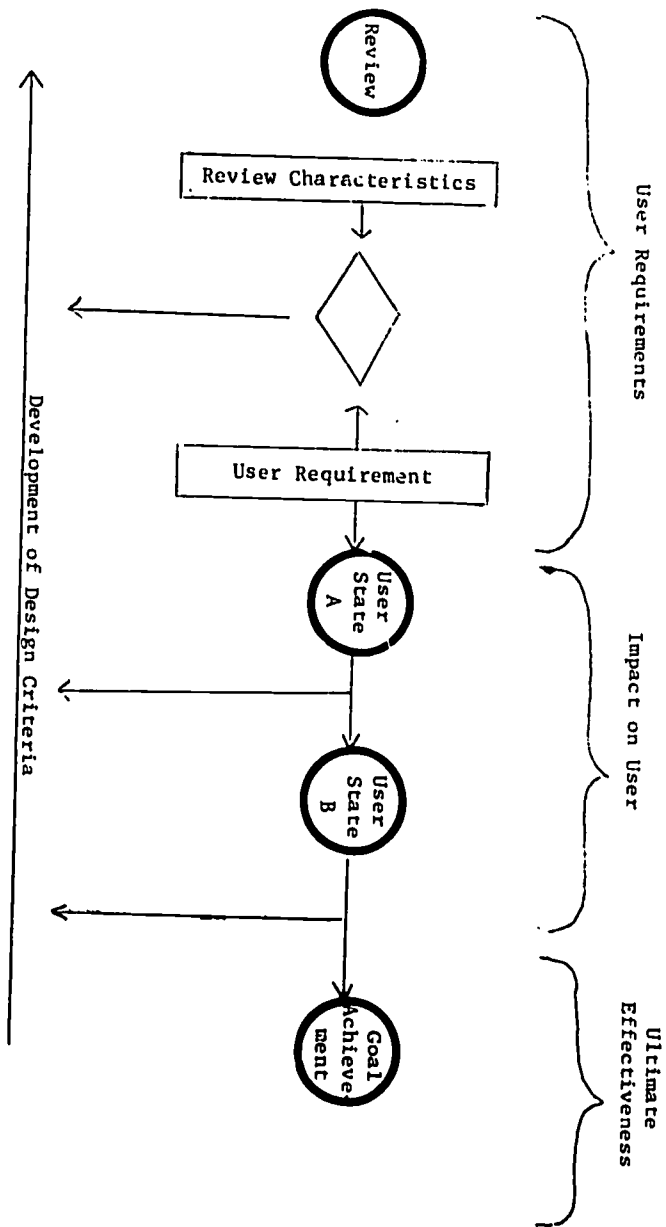 User Requirements
Impact on User
Ultimate
Effectiveness
Review
Review Characteristics
User Requirement
User
State
A
User
State
B
Goal
Achieve-
ment
Development of Design Criteria